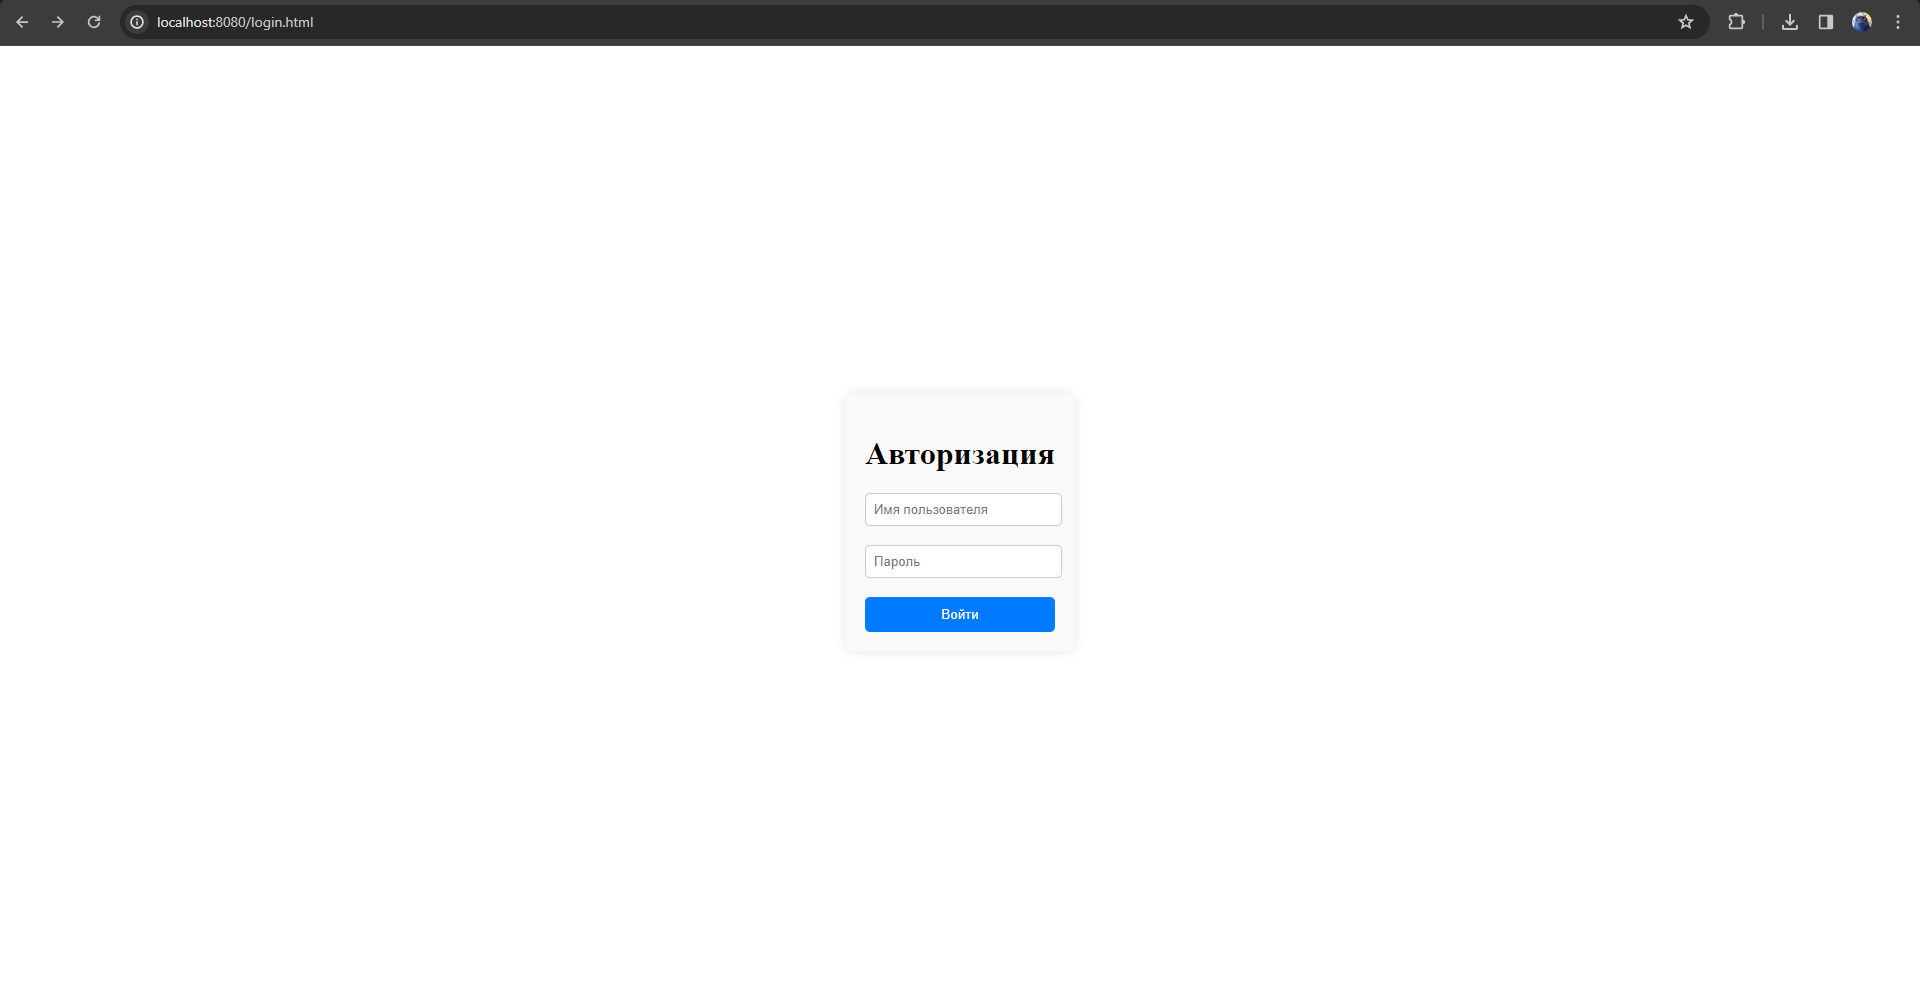 localhost:8080/login.html
Авторизация
Имя пользователя
Пароль
Войти